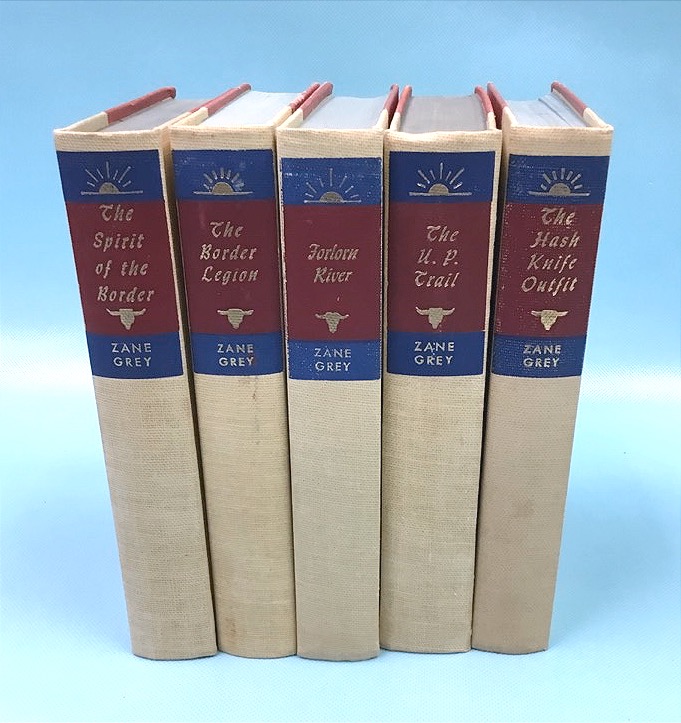 The
Spirit
of the
Border
ZANE
GREY
The
Border
Legion
ZANE
GREY
Forlorn
River
ZANE
GREY
The
U. P.
Trail
ZANE
GREY
The
Hash
Knife
Outfit
ZANE
GREY